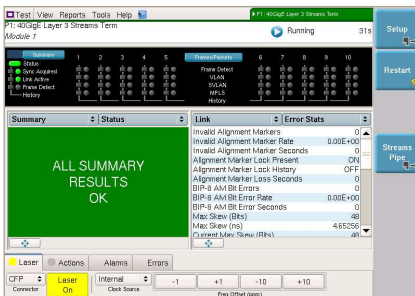 Test View Reports Tools Help
P1: 40GigE Layer 3 Streams Term
P1: 40GigE Layer 3 Streams Term
Module 1
Running
31s
Setup
Restart
Streams
Pipe
Summary
Status
Sync Acquired
Link Active
Frame Detect
History
1 2 3 4 5
Frames/Packets
Frame Detect
VLAN
SVLAN
MPLS
History
6 7 8 9 10
Summary
Status
ALL SUMMARY
RESULTS
OK
Link
Error Stats
Invalid Alignment Markers 0
Invalid Alignment Marker Rate 0.00E+00
Invalid Alignment Marker Seconds 0
Alignment Marker Lock Present ON
Alignment Marker Lock History OFF
Alignment Marker Loss Seconds 0
BIP-8 AM Bit Errors 0
BIP-8 AM Bit Error Rate 0.00E+00
BIP-8 AM Bit Error Seconds 0
Max Skew (Bits) 48
Max Skew (ns) 4.65256
Current Max Skew (Bits) 48
Laser Actions Alarms Errors
CFP
Connector
Laser
On
Internal
Clock Source
-1 +1 -10 +10
Freq Offset (ppm)